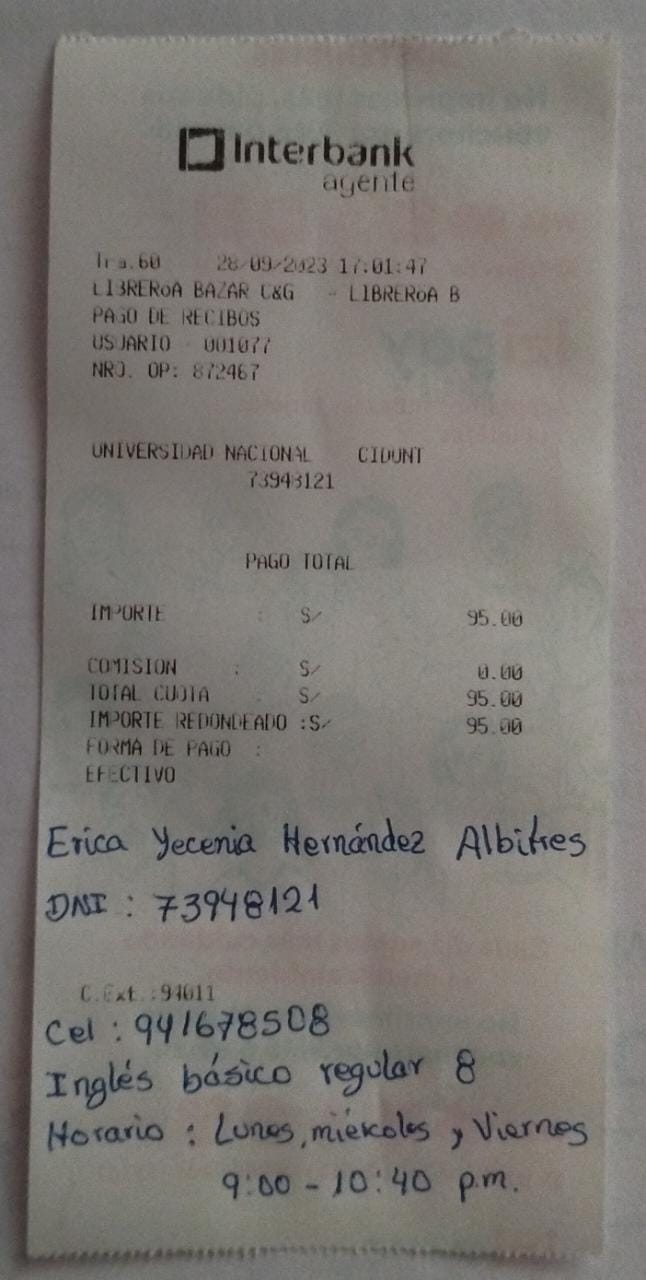 Interbank
agente
Tra.60 28/09/2023 17:01:47
LIBREROA BAZAR C&G - LIBREROA B
PAGO DE RECIBOS
USUARIO - 001077
NRO. OP: 872467
UNIVERSIDAD NACIONAL CIDUNT
73948121
PAGO TOTAL
IMPORTE : S/ 95.00
COMISION : S/ 0.00
TOTAL CUOTA : S/ 95.00
IMPORTE REDONDEADO :S/ 95.00
FORMA DE PAGO :
EFECTIVO
Erica Yecenia Hernández Albitres
DNI : 73948121
C.Ext.:94011
Cel : 941678508
Inglés básico regular 8
Horario : Lunes, miércoles y Viernes
9:00 - 10:40 p.m.